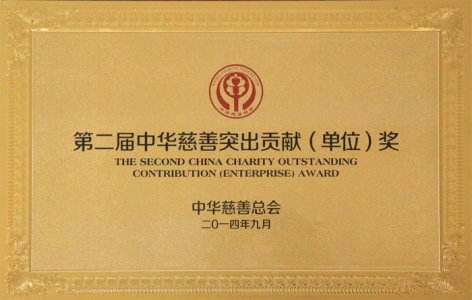 第二届中华慈善突出贡献（单位）奖
THE SECOND CHINA CHARITY OUTSTANDING
CONTRIBUTION (ENTERPRISE) AWARD
中华慈善总会
二〇一四年九月